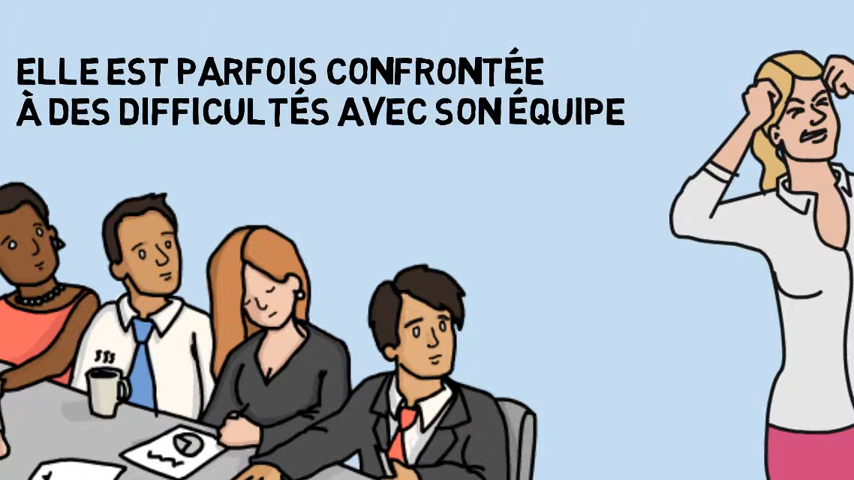 ELLE EST PARFOIS CONFRONTÉE
À DES DIFFICULTÉS AVEC SON ÉQUIPE